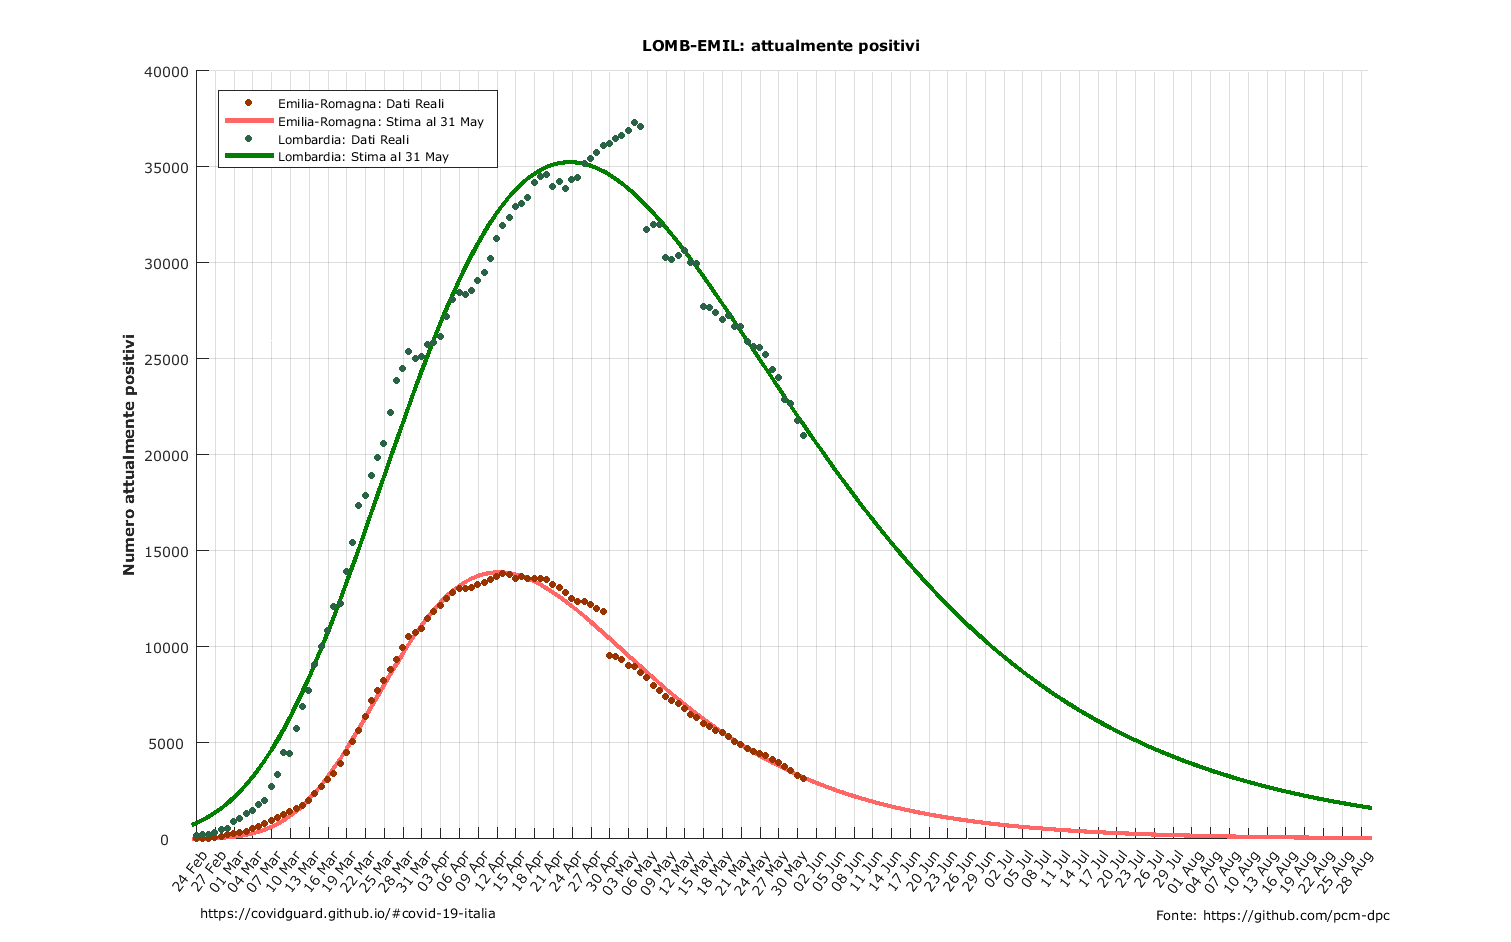 LOMB-EMIL: attualmente positivi
40000
35000
30000
25000
20000
15000
10000
5000
0
Numero attualmente positivi
Emilia-Romagna: Dati Reali
Emilia-Romagna: Stima al 31 May
Lombardia: Dati Reali
Lombardia: Stima al 31 May
24 Feb
27 Feb
01 Mar
04 Mar
07 Mar
10 Mar
13 Mar
16 Mar
19 Mar
22 Mar
25 Mar
28 Mar
31 Mar
03 Apr
06 Apr
09 Apr
12 Apr
15 Apr
18 Apr
21 Apr
24 Apr
27 Apr
30 Apr
03 May
06 May
09 May
12 May
15 May
18 May
21 May
24 May
27 May
30 May
02 Jun
05 Jun
08 Jun
11 Jun
14 Jun
17 Jun
20 Jun
23 Jun
26 Jun
29 Jun
02 Jul
05 Jul
08 Jul
11 Jul
14 Jul
17 Jul
20 Jul
23 Jul
26 Jul
29 Jul
01 Aug
04 Aug
07 Aug
10 Aug
13 Aug
16 Aug
19 Aug
22 Aug
25 Aug
28 Aug
https://covidguard.github.io/#covid-19-italia
Fonte: https://github.com/pcm-dpc